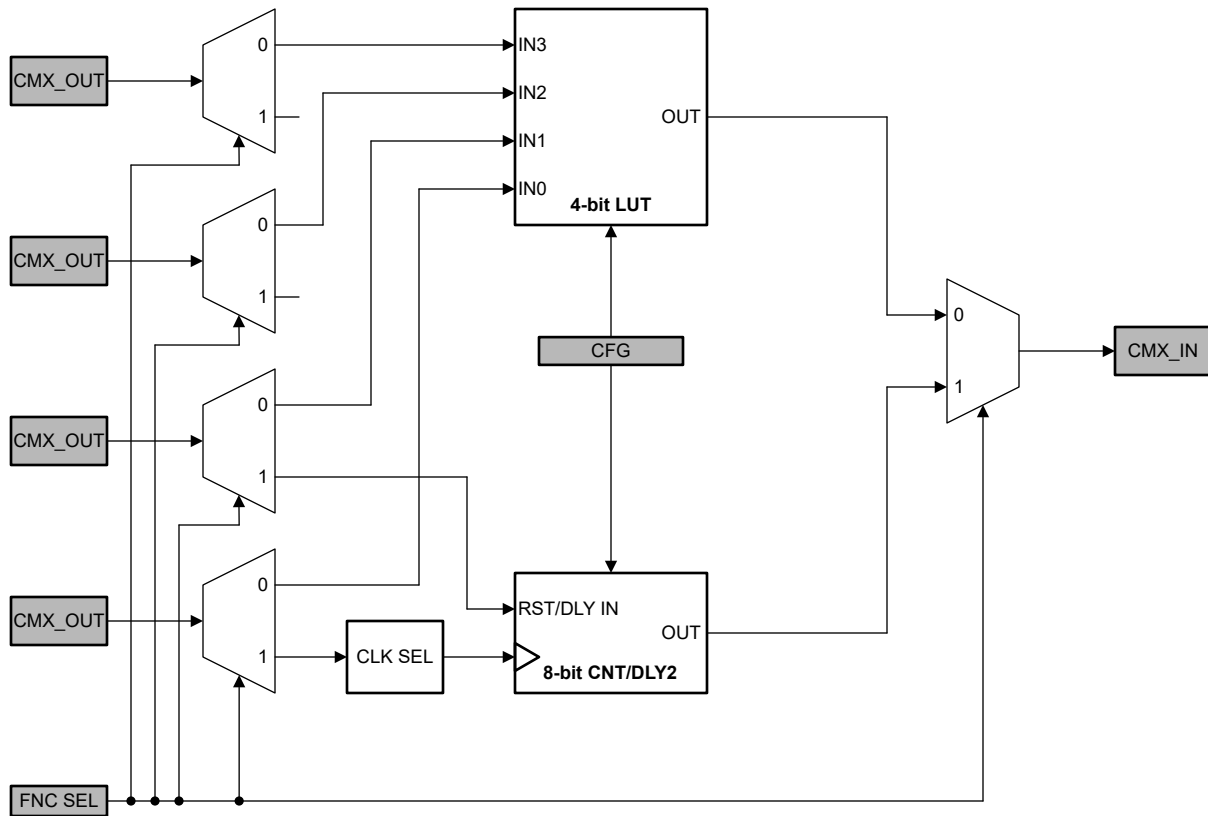 0
IN3
CMX_OUT
IN2
1
OUT
IN1
IN0
4-bit LUT
0
CMX_OUT
1
0
CFG
CMX_IN
0
1
CMX_OUT
1
0
RST/DLY IN
CMX_OUT
OUT
1
CLK SEL
8-bit CNT/DLY2
FNC SEL